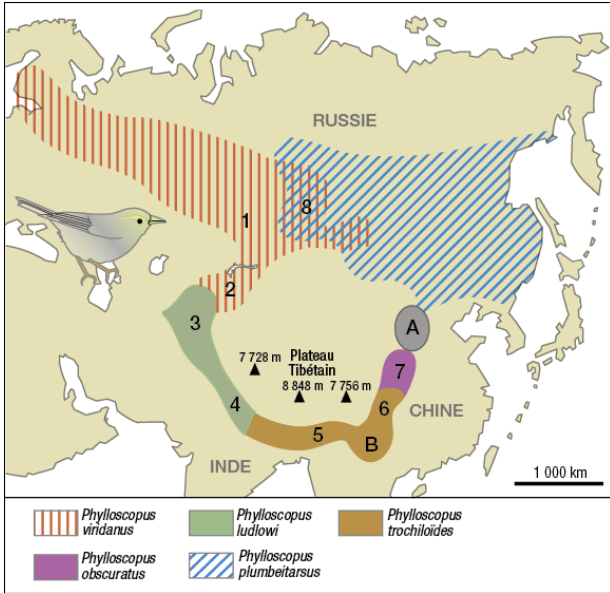 RUSSIE
1
8
2
A
3
7 728 m
Plateau
Tibétain
8 848 m
7 756 m
7
4
6
CHINE
5
B
INDE
1 000 km
Phylloscopus
viridanus
Phylloscopus
ludlowi
Phylloscopus
trochiloïdes
Phylloscopus
obscuratus
Phylloscopus
plumbeitarsus